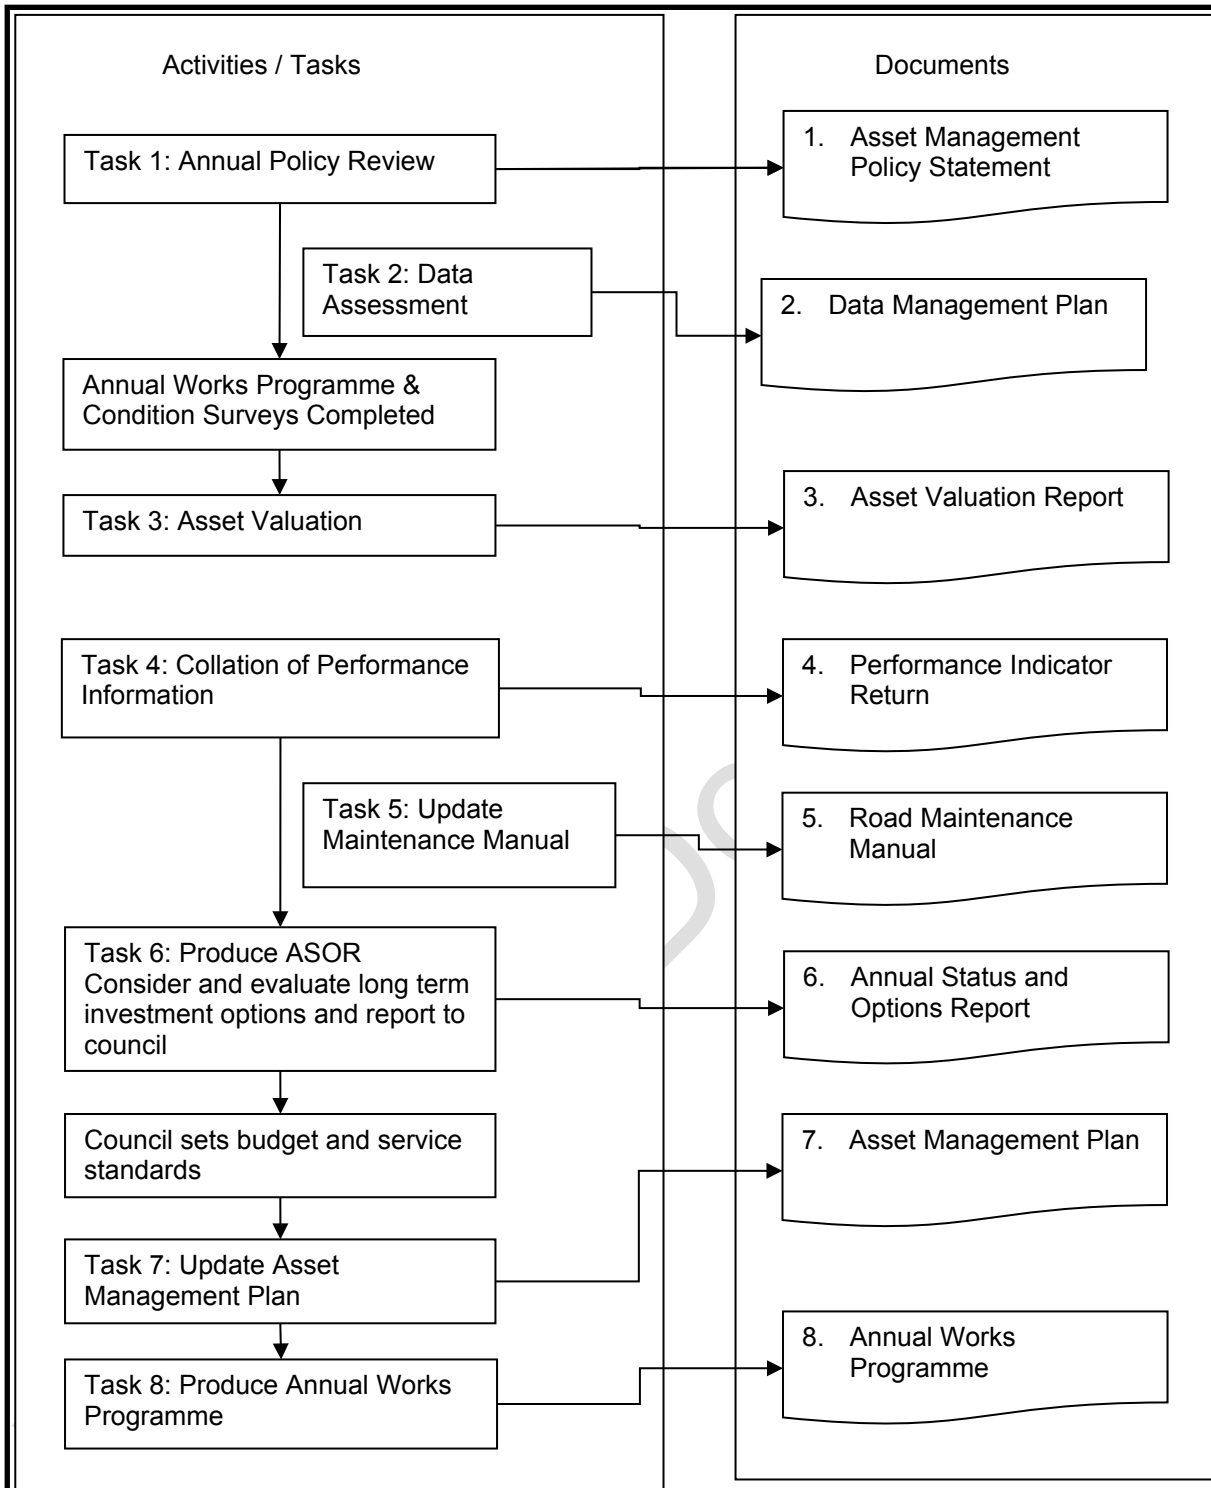 Activities / Tasks
Documents
Task 1: Annual Policy Review
1. Asset Management
Policy Statement
Task 2: Data
Assessment
2. Data Management Plan
Annual Works Programme &
Condition Surveys Completed
Task 3: Asset Valuation
3. Asset Valuation Report
Task 4: Collation of Performance
Information
4. Performance Indicator
Return
Task 5: Update
Maintenance Manual
5. Road Maintenance
Manual
Task 6: Produce ASOR
Consider and evaluate long term
investment options and report to
council
6. Annual Status and
Options Report
Council sets budget and service
standards
7. Asset Management Plan
Task 7: Update Asset
Management Plan
8. Annual Works
Programme
Task 8: Produce Annual Works
Programme